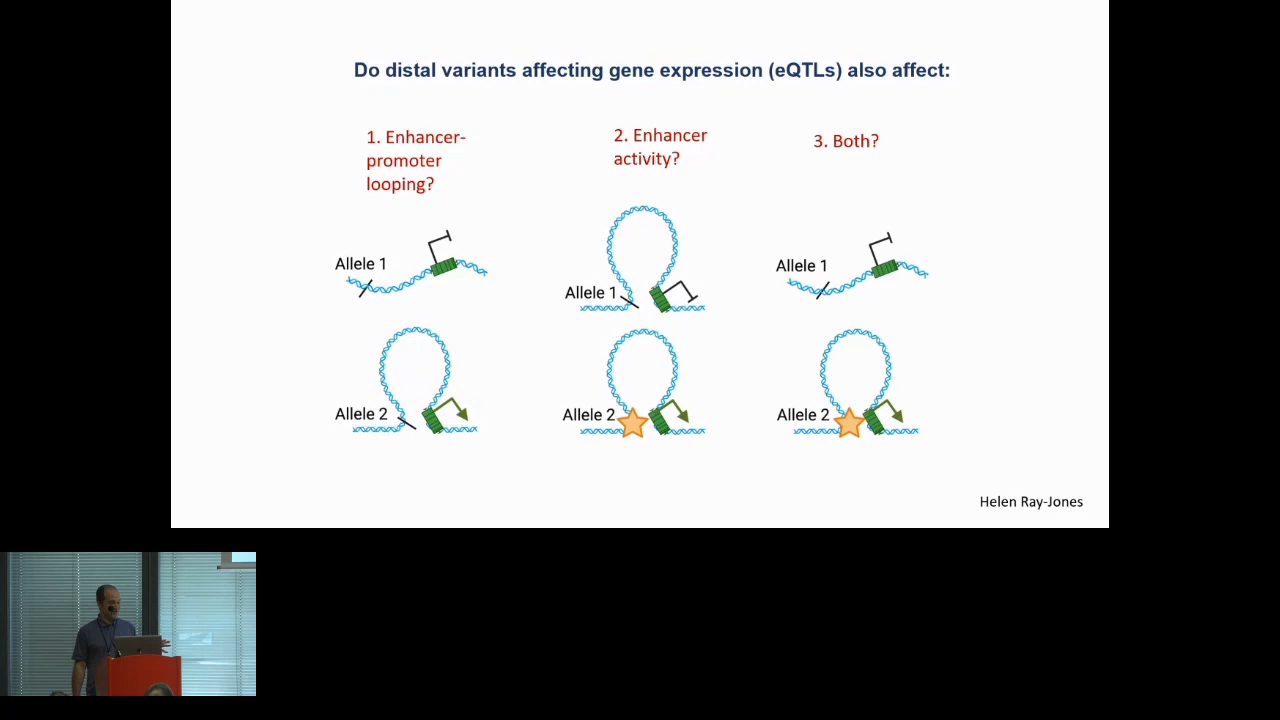 Do distal variants affecting gene expression (eQTLs) also affect:
1. Enhancer-
promoter
looping?
2. Enhancer
activity?
3. Both?
Allele 1
Allele 1
Allele 1
Allele 2
Allele 2
Allele 2
Helen Ray-Jones